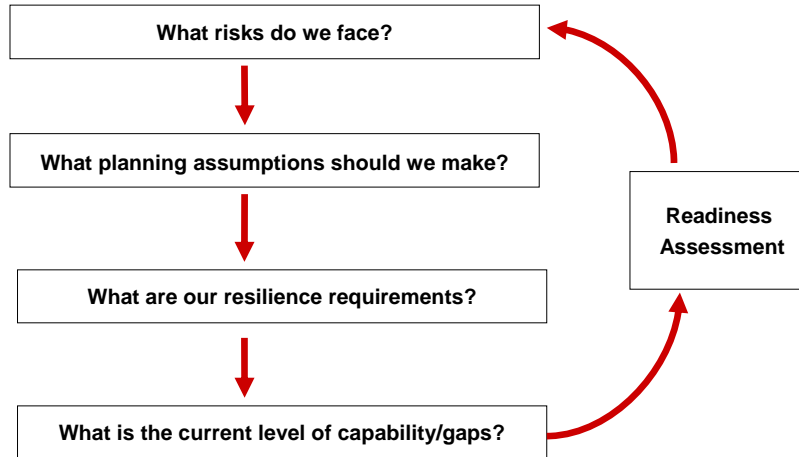 What risks do we face?
What planning assumptions should we make?
Readiness
Assessment
What are our resilience requirements?
What is the current level of capability/gaps?